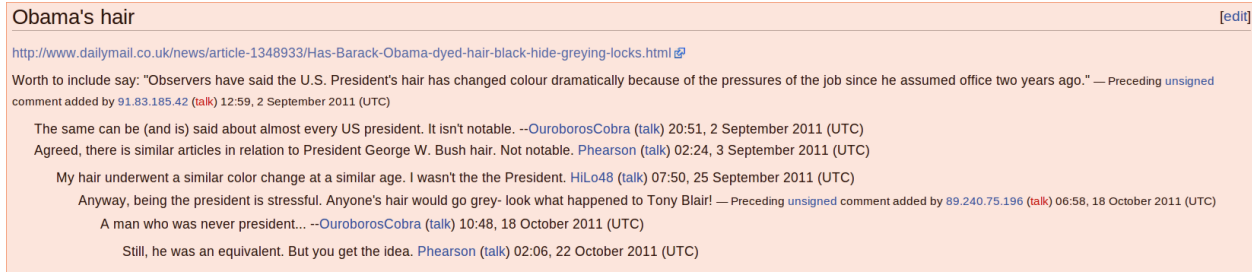 Obama's hair [edit]
http://www.dailymail.co.uk/news/article-1348933/Has-Barack-Obama-dyed-hair-black-hide-greying-locks.html
Worth to include say: "Observers have said the U.S. President's hair has changed colour dramatically because of the pressures of the job since he assumed office two years ago." — Preceding unsigned
comment added by 91.83.185.42 (talk) 12:59, 2 September 2011 (UTC)
The same can be (and is) said about almost every US president. It isn't notable. --OuroborosCobra (talk) 20:51, 2 September 2011 (UTC)
Agreed, there is similar articles in relation to President George W. Bush hair. Not notable. Phearson (talk) 02:24, 3 September 2011 (UTC)
My hair underwent a similar color change at a similar age. I wasn't the the President. HiLo48 (talk) 07:50, 25 September 2011 (UTC)
Anyway, being the president is stressful. Anyone's hair would go grey- look what happened to Tony Blair! — Preceding unsigned comment added by 89.240.75.196 (talk) 06:58, 18 October 2011 (UTC)
A man who was never president... --OuroborosCobra (talk) 10:48, 18 October 2011 (UTC)
Still, he was an equivalent. But you get the idea. Phearson (talk) 02:06, 22 October 2011 (UTC)